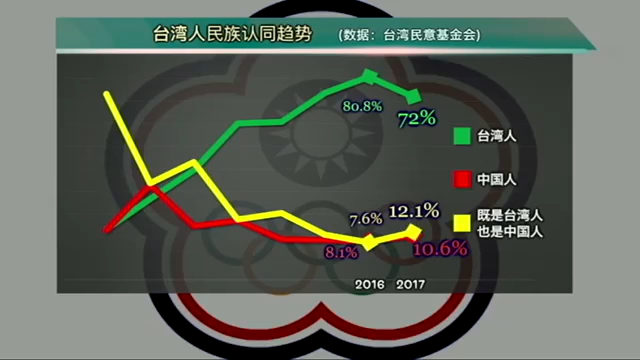 台湾人民族认同趋势 (数据：台湾民意基金会)
80.8%
72%
台湾人
中国人
7.6% 12.1%
既是台湾人
也是中国人
8.1% 10.6%
2016 2017